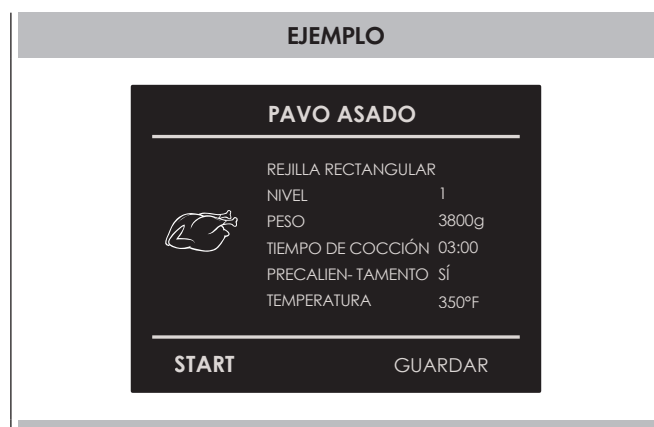 EJEMPLO
PAVO ASADO
REJILLA RECTANGULAR
NIVEL 1
PESO 3800g
TIEMPO DE COCCIÓN 03:00
PRECALIEN- TAMENTO SÍ
TEMPERATURA 350°F
START GUARDAR